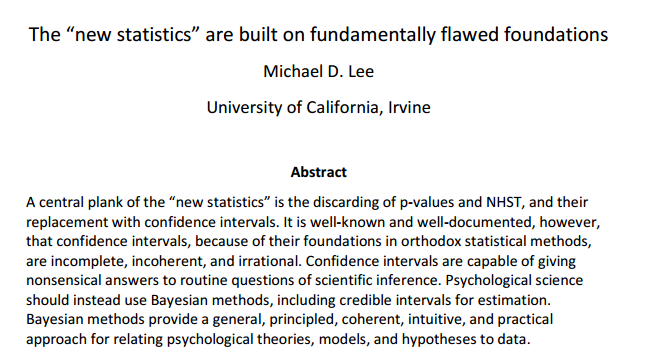 The “new statistics” are built on fundamentally flawed foundations
Michael D. Lee
University of California, Irvine
Abstract
A central plank of the “new statistics” is the discarding of p-values and NHST, and their
replacement with confidence intervals. It is well-known and well-documented, however,
that confidence intervals, because of their foundations in orthodox statistical methods,
are incomplete, incoherent, and irrational. Confidence intervals are capable of giving
nonsensical answers to routine questions of scientific inference. Psychological science
should instead use Bayesian methods, including credible intervals for estimation.
Bayesian methods provide a general, principled, coherent, intuitive, and practical
approach for relating psychological theories, models, and hypotheses to data.